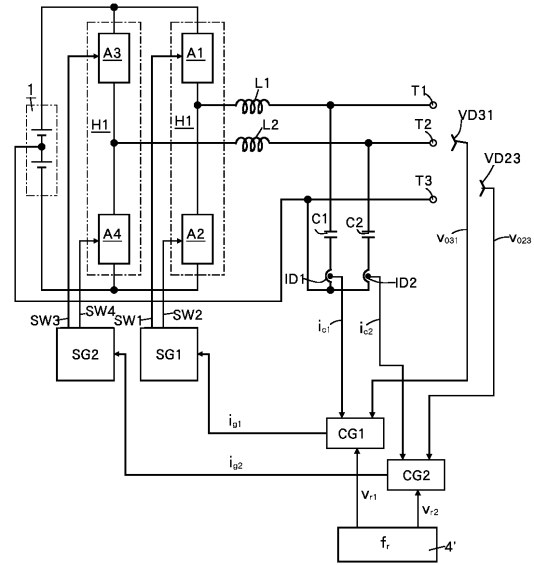 A3
A1
1
L1
T1
VD31
H1
H1
L2
T2
VD23
T3
C1
C2
A4
A2
v031
v023
ID1
ID2
SW3
SW4
SW1
SW2
ic1
ic2
SG2
SG1
ig1
CG1
ig2
CG2
vr1
vr2
fr
4'